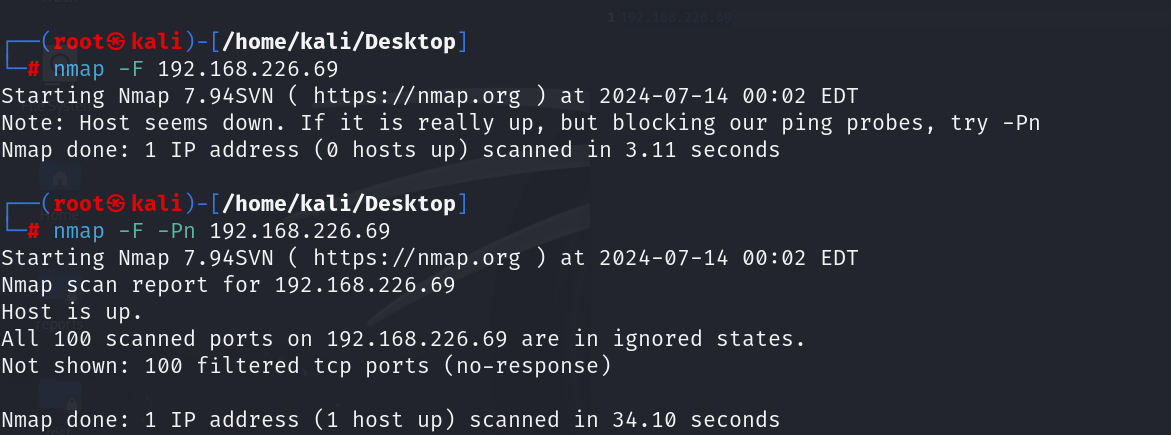 1 192.168.226.69
┌──(root㉿kali)-[/home/kali/Desktop]
└─# nmap -F 192.168.226.69
Starting Nmap 7.94SVN ( https://nmap.org ) at 2024-07-14 00:02 EDT
Note: Host seems down. If it is really up, but blocking our ping probes, try -Pn
Nmap done: 1 IP address (0 hosts up) scanned in 3.11 seconds
┌──(root㉿kali)-[/home/kali/Desktop]
Home
└─# nmap -F -Pn 192.168.226.69
Starting Nmap 7.94SVN ( https://nmap.org ) at 2024-07-14 00:02 EDT
Nmap scan report for 192.168.226.69
Host is up.
All 100 scanned ports on 192.168.226.69 are in ignored states.
Not shown: 100 filtered tcp ports (no-response)
Nmap done: 1 IP address (1 host up) scanned in 34.10 seconds